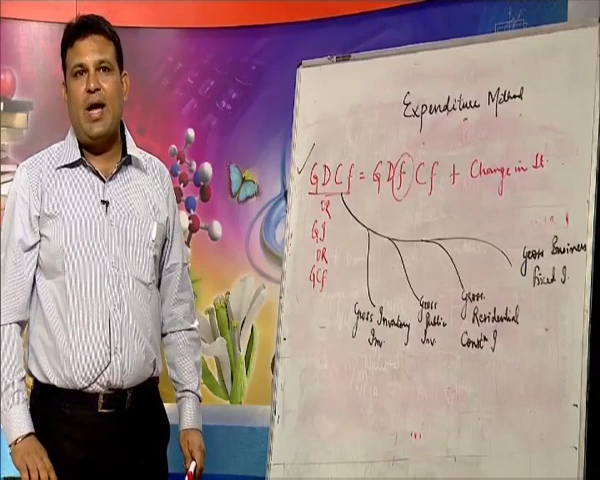 Expenditure Method
GDCf = GDfCf + Change in St.
OR
GI
OR
GCf
Gross Inventory Inv.
Gross Public Inv.
Gross Residential Constn I
Gross Business Fixed I.